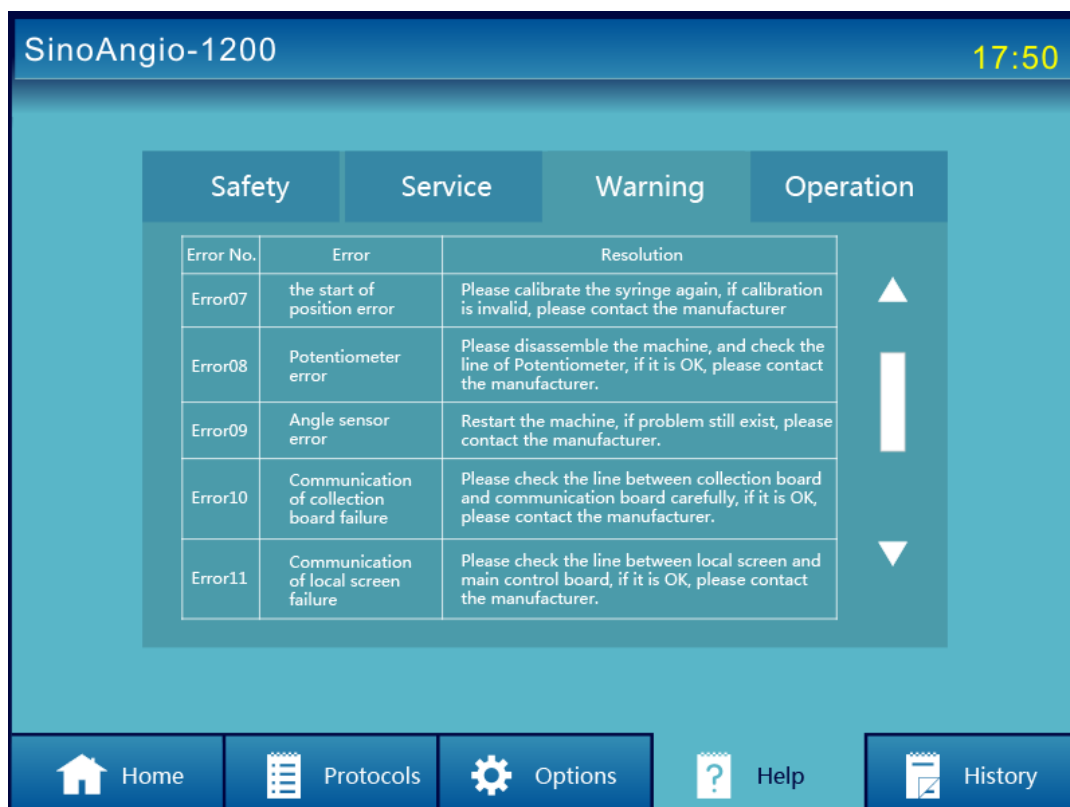 SinoAngio-1200
17:50
Safety Service Warning Operation
Error No. Error Resolution
Error07
the start of
position error
Please calibrate the syringe again, if calibration
is invalid, please contact the manufacturer
Error08
Potentiometer
error
Please disassemble the machine, and check the
line of Potentiometer, if it is OK, please contact
the manufacturer.
Error09
Angle sensor
error
Restart the machine, if problem still exist, please
contact the manufacturer.
Error10
Communication
of collection
board failure
Please check the line between collection board
and communication board carefully, if it is OK,
please contact the manufacturer.
Error11
Communication
of local screen
failure
Please check the line between local screen and
main control board, if it is OK, please contact
the manufacturer.
Home Protocols Options ? Help History